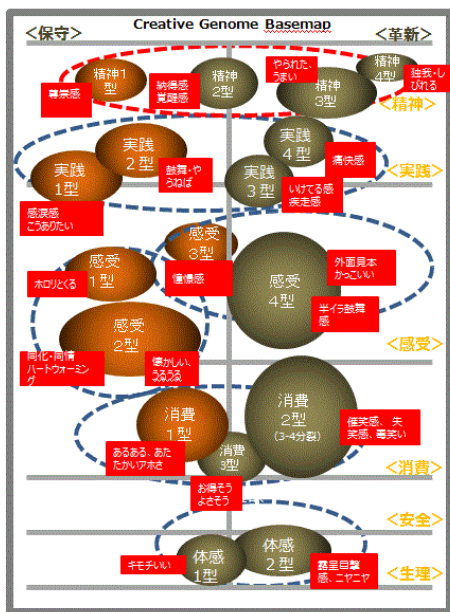 Creative Genome Basemap
<保守>
<革新>
精神1
型
尊崇感
納得感
覚醒感
精神
2型
やられた、
うまい
精神
3型
精神
4型
独我・し
びれる
<精神>
実践
1型
感涙感
こうありたい
実践
2型
鼓舞・や
らねば
実践
4型
痛快感
実践
3型
いけてる感
疾走感
<実践>
感受
1型
ホロリとくる
感受
3型
憧憬感
感受
4型
外面見本
かっこいい
半イラ鼓舞
感
感受
2型
同化・同情
ハートウォーミ
ング
懐かしい、
うるうる
<感受>
消費
1型
あるある、あた
たかいアホさ
消費
2型
(3-4分裂)
催笑感、失
笑感、毒笑い
消費
3型
お得そう
よさそう
<消費>
<安全>
体感
1型
キモチいい
体感
2型
露呈目撃
感、ニヤニヤ
<生理>